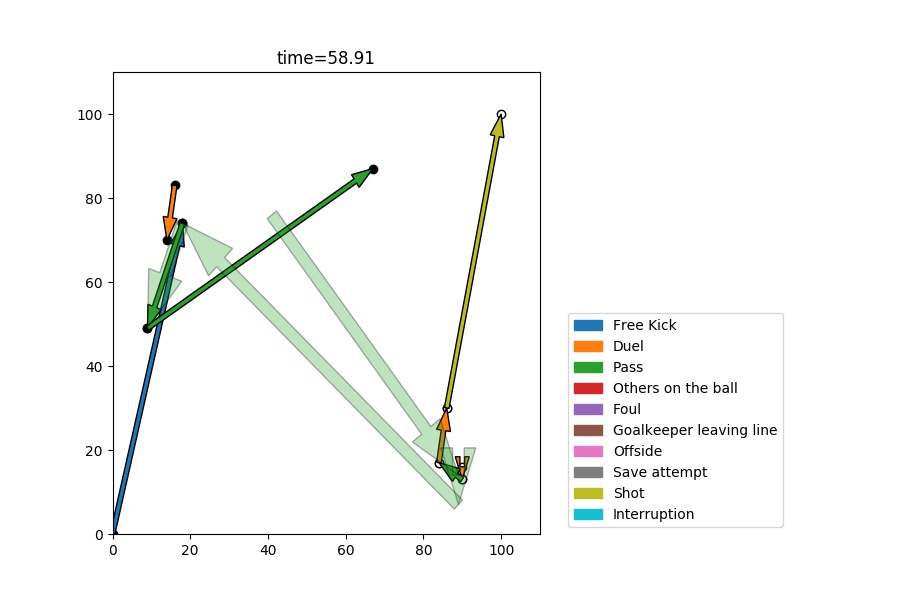 time=58.91
100
80
60
40
20
0
0 20 40 60 80 100
Free Kick
Duel
Pass
Others on the ball
Foul
Goalkeeper leaving line
Offside
Save attempt
Shot
Interruption